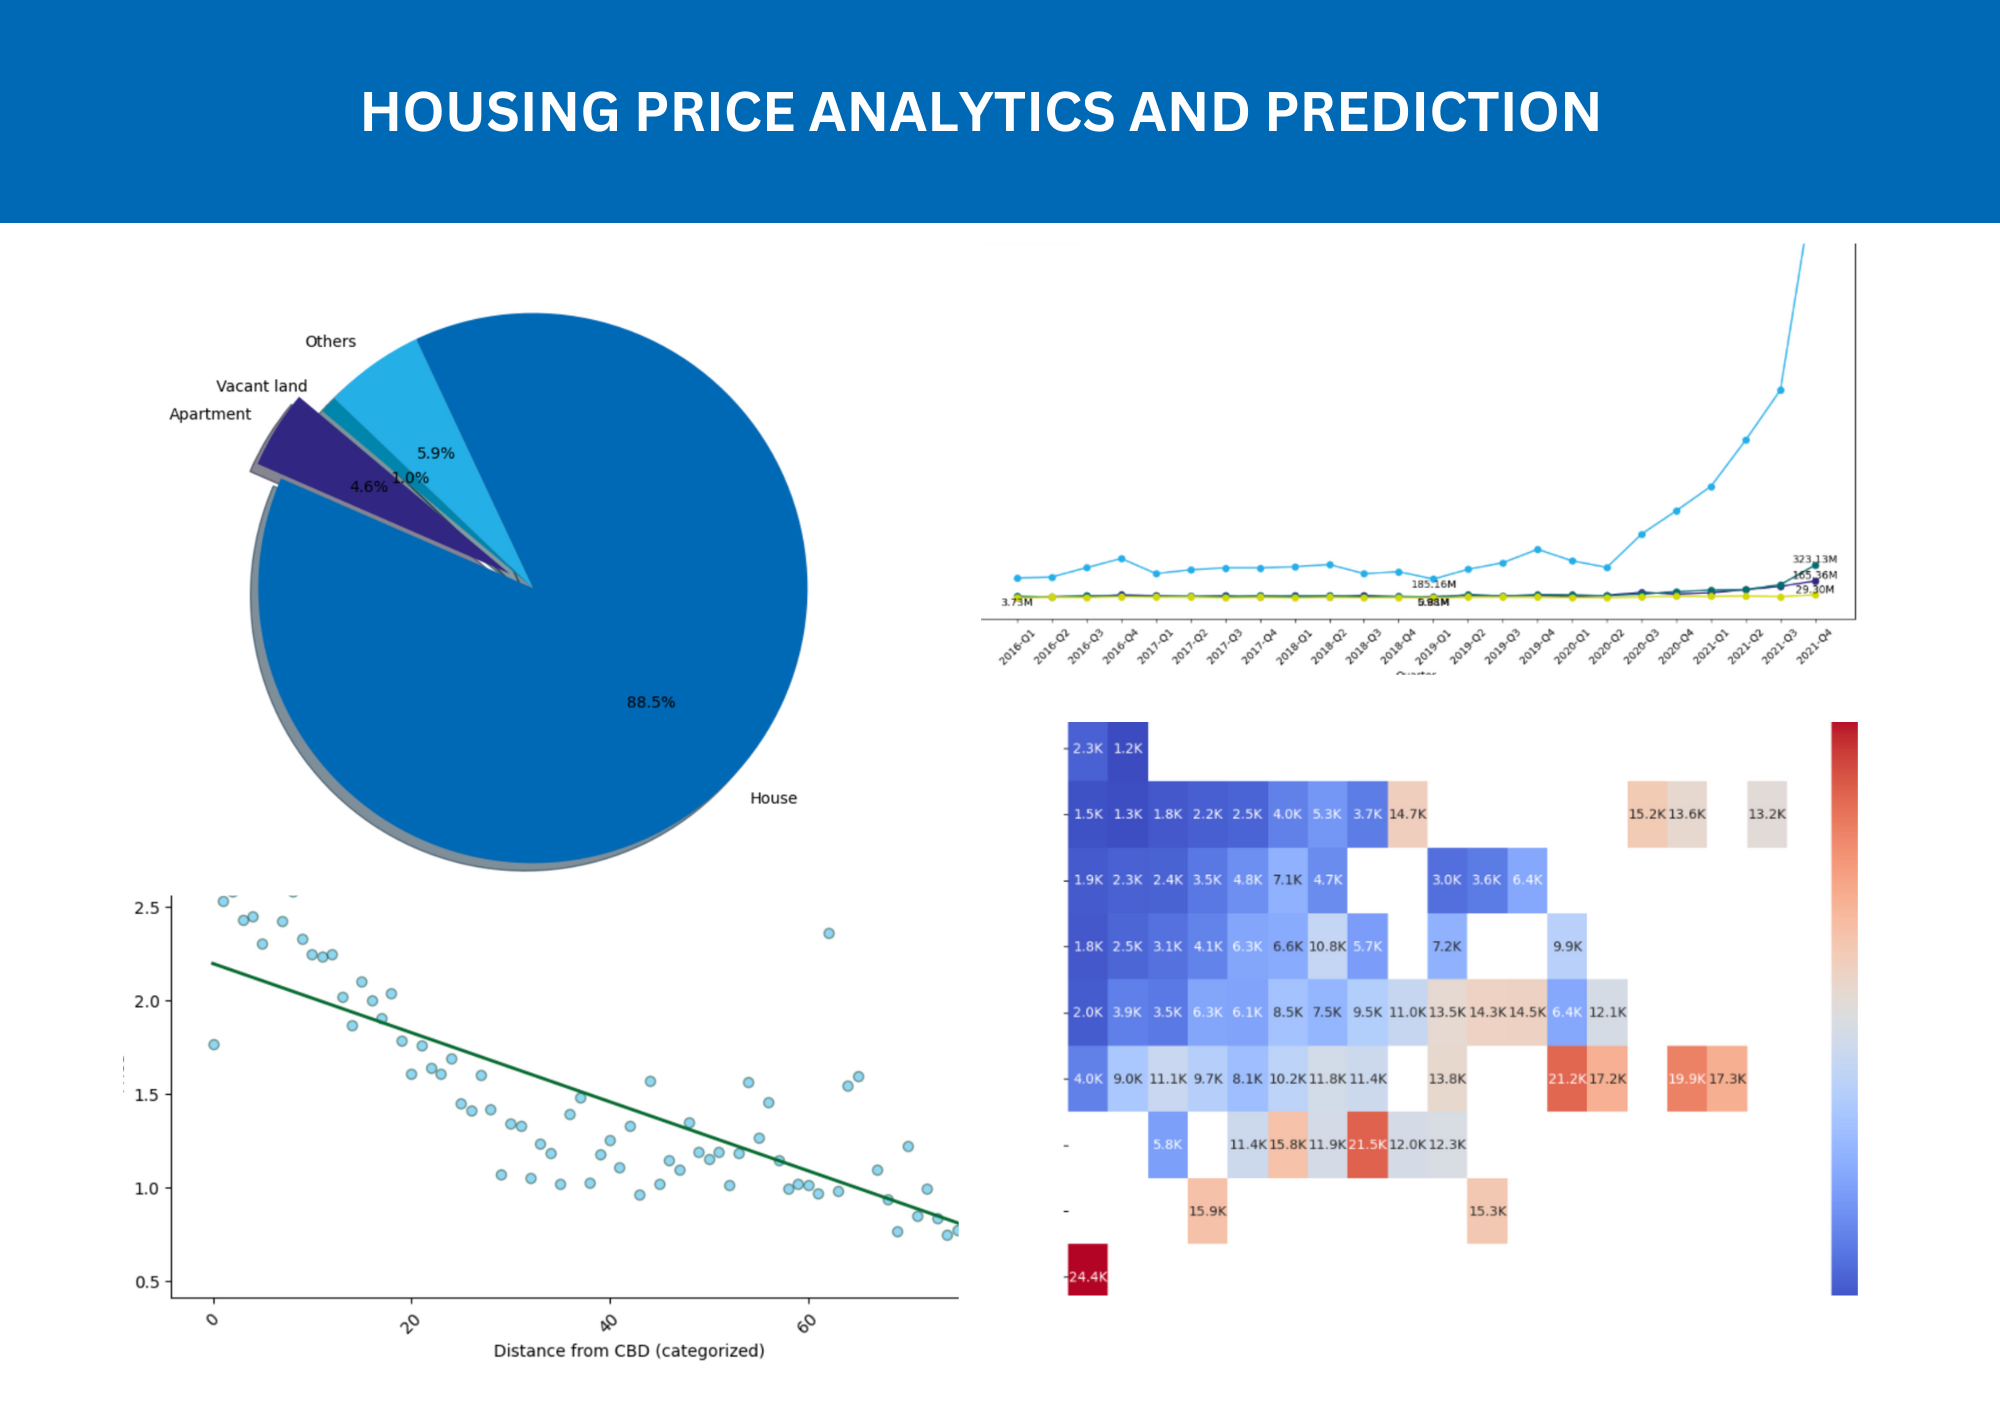 HOUSING PRICE ANALYTICS AND PREDICTION
Others
Vacant land
Apartment
5.9%
1.0%
4.6%
88.5%
House
323.13M
165.36M
29.30M
185.16M
3.73M
2016-Q1 2016-Q2 2016-Q3 2016-Q4 2017-Q1 2017-Q2 2017-Q3 2017-Q4 2018-Q1 2018-Q2 2018-Q3 2018-Q4 2019-Q1 2019-Q2 2019-Q3 2019-Q4 2020-Q1 2020-Q2 2020-Q3 2020-Q4 2021-Q1 2021-Q2 2021-Q3 2021-Q4
Quarter
2.3K 1.2K
1.5K 1.3K 1.8K 2.2K 2.5K 4.0K 5.3K 3.7K 14.7K 15.2K 13.6K 13.2K
1.9K 2.3K 2.4K 3.5K 4.8K 7.1K 4.7K 3.0K 3.6K 6.4K
1.8K 2.5K 3.1K 4.1K 6.3K 6.6K 10.8K 5.7K 7.2K 9.9K
2.0K 3.9K 3.5K 6.3K 6.1K 8.5K 7.5K 9.5K 11.0K 13.5K 14.3K 14.5K 6.4K 12.1K
4.0K 9.0K 11.1K 9.7K 8.1K 10.2K 11.8K 11.4K 13.8K 21.2K 17.2K 19.9K 17.3K
5.8K 11.4K 15.8K 11.9K 21.5K 12.0K 12.3K
15.9K 15.3K
24.4K
2.5
2.0
1.5
1.0
0.5
0 20 40 60
Distance from CBD (categorized)